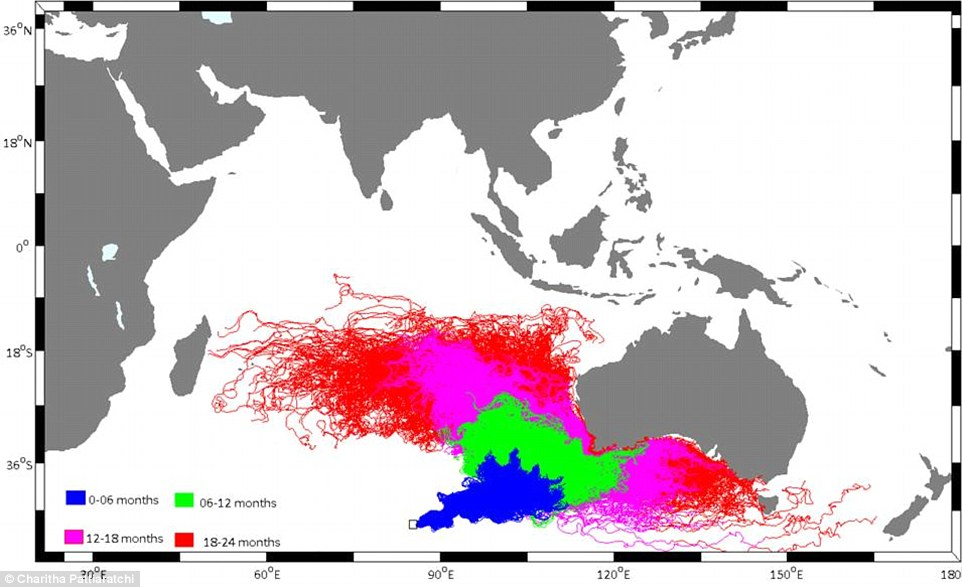 36°N
18°N
0°
18°S
36°S
0-06 months
06-12 months
12-18 months
18-24 months
30°E
60°E
90°E
120°E
150°E
180
© Charitha Pattiaratchi